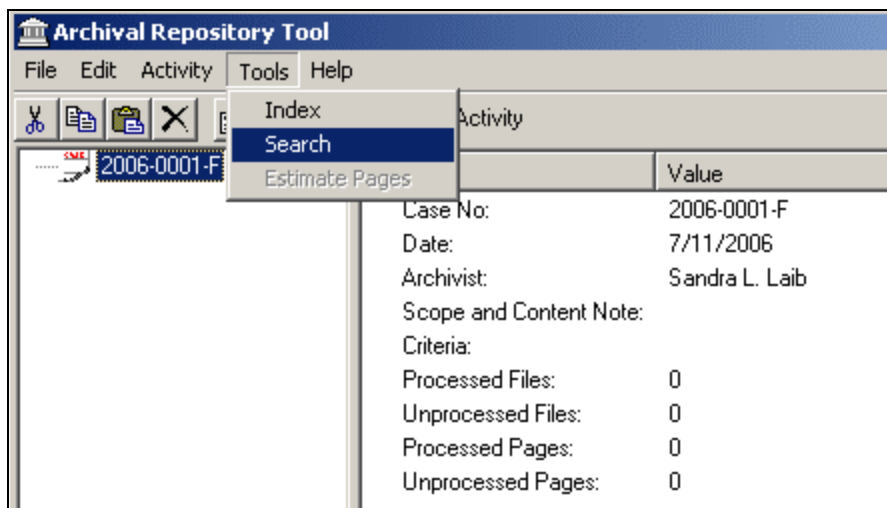 Archival Repository Tool
File Edit Activity Tools Help
Index
Search
Estimate Pages
Activity
2006-0001-F
Value
Case No: 2006-0001-F
Date: 7/11/2006
Archivist: Sandra L. Laib
Scope and Content Note:
Criteria:
Processed Files: 0
Unprocessed Files: 0
Processed Pages: 0
Unprocessed Pages: 0